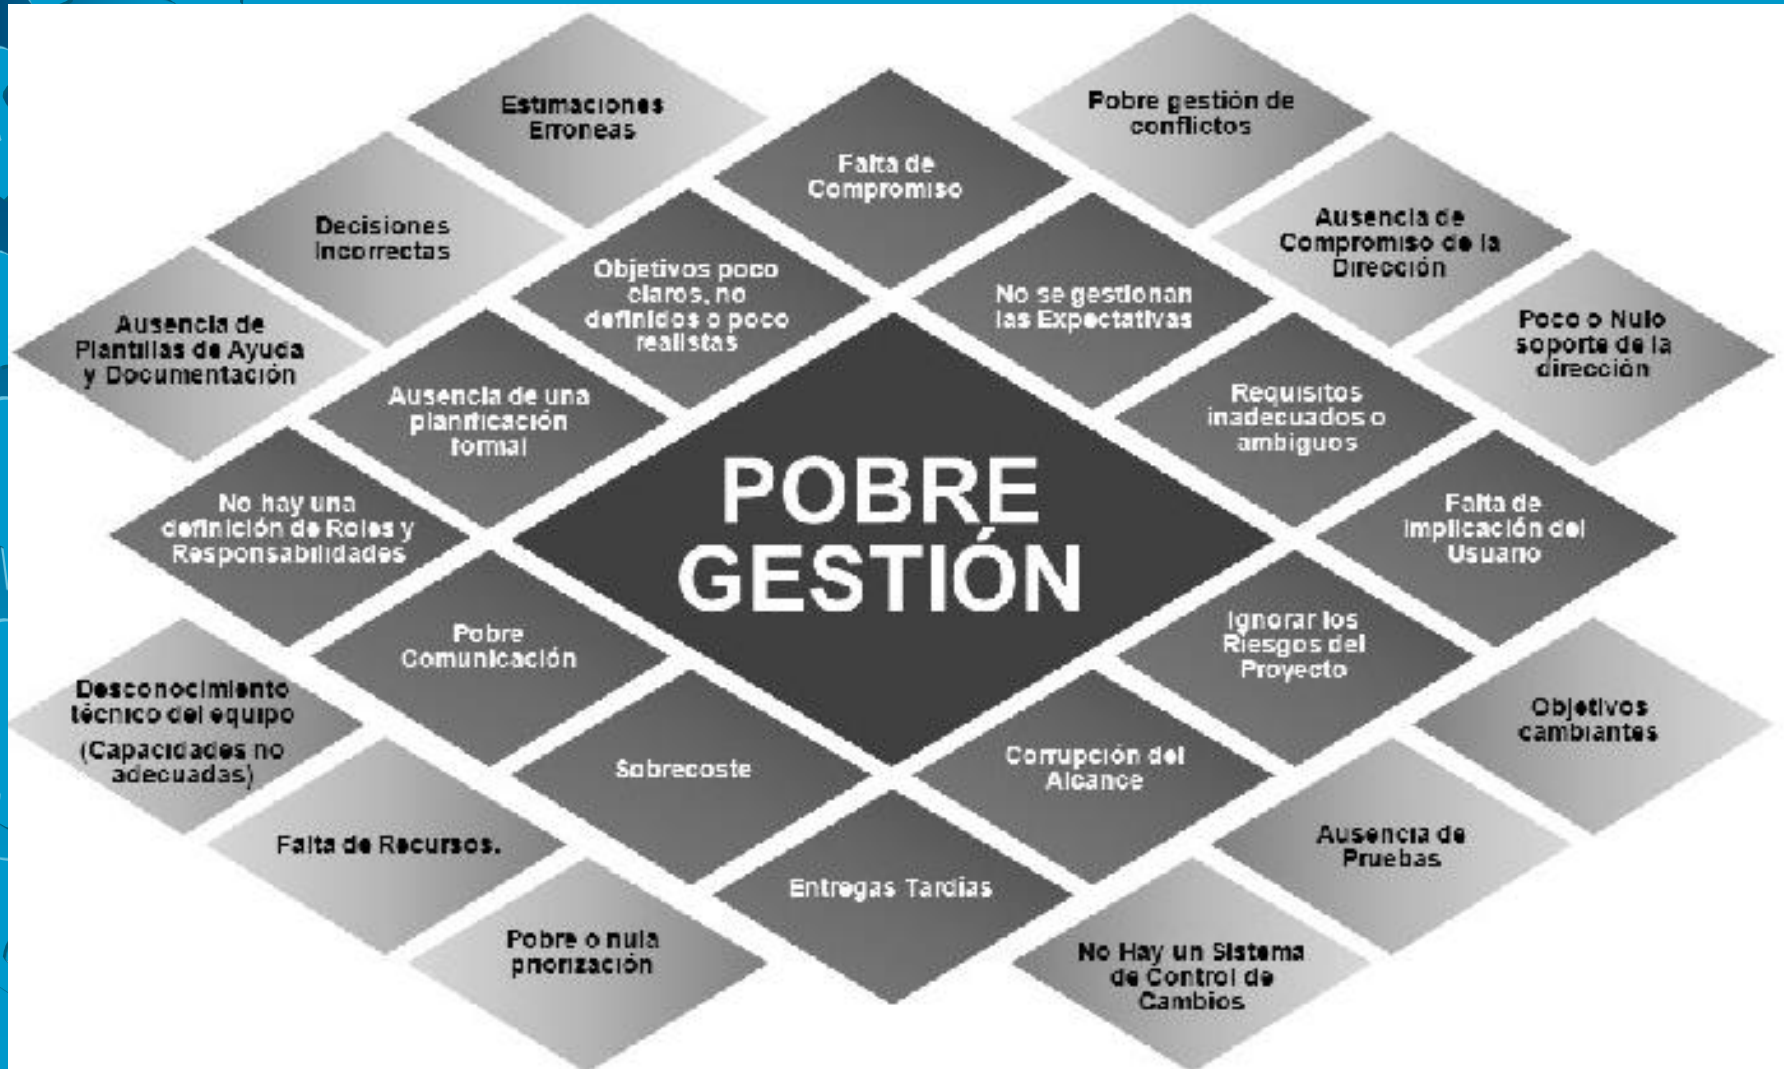 Estimaciones
Erroneas
Pobre gestión de
conflictos
Falta de
Compromiso
Decisiones
Incorrectas
Ausencia de
Compromiso de la
Dirección
Objetivos poco
claros, no
definidos o poco
realistas
No se gestionan
las Expectativas
Ausencia de
Plantillas de Ayuda
y Documentación
Poco o Nulo
soporte de la
dirección
Ausencia de una
planificación
formal
Requisitos
inadecuados o
ambiguos
POBRE
GESTIÓN
No hay una
definición de Roles y
Responsabilidades
Falta de
Implicación del
Usuario
Pobre
Comunicación
Ignorar los
Riesgos del
Proyecto
Desconocimiento
técnico del equipo
(Capacidades no
adecuadas)
Objetivos
cambiantes
Sobrecoste
Corrupción del
Alcance
Falta de Recursos.
Ausencia de
Pruebas
Entregas Tardias
Pobre o nula
priorización
No Hay un Sistema
de Control de
Cambios